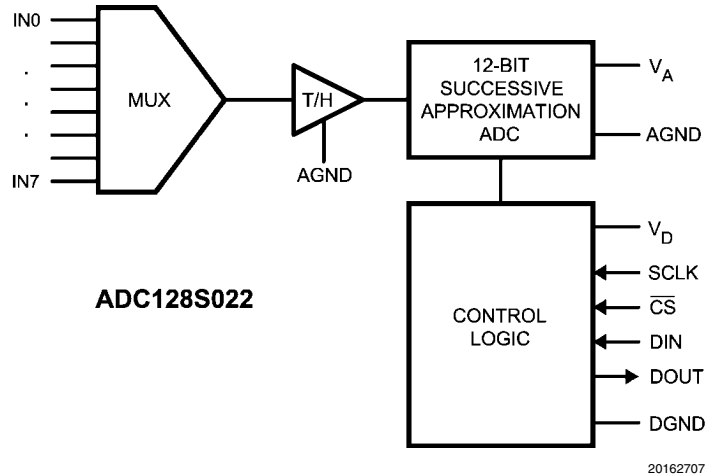 IN0
.
.
.
IN7
MUX
T/H
AGND
12-BIT
SUCCESSIVE
APPROXIMATION
ADC
V_A
AGND
ADC128S022
CONTROL
LOGIC
V_D
SCLK
C̅S̅
DIN
DOUT
DGND
20162707